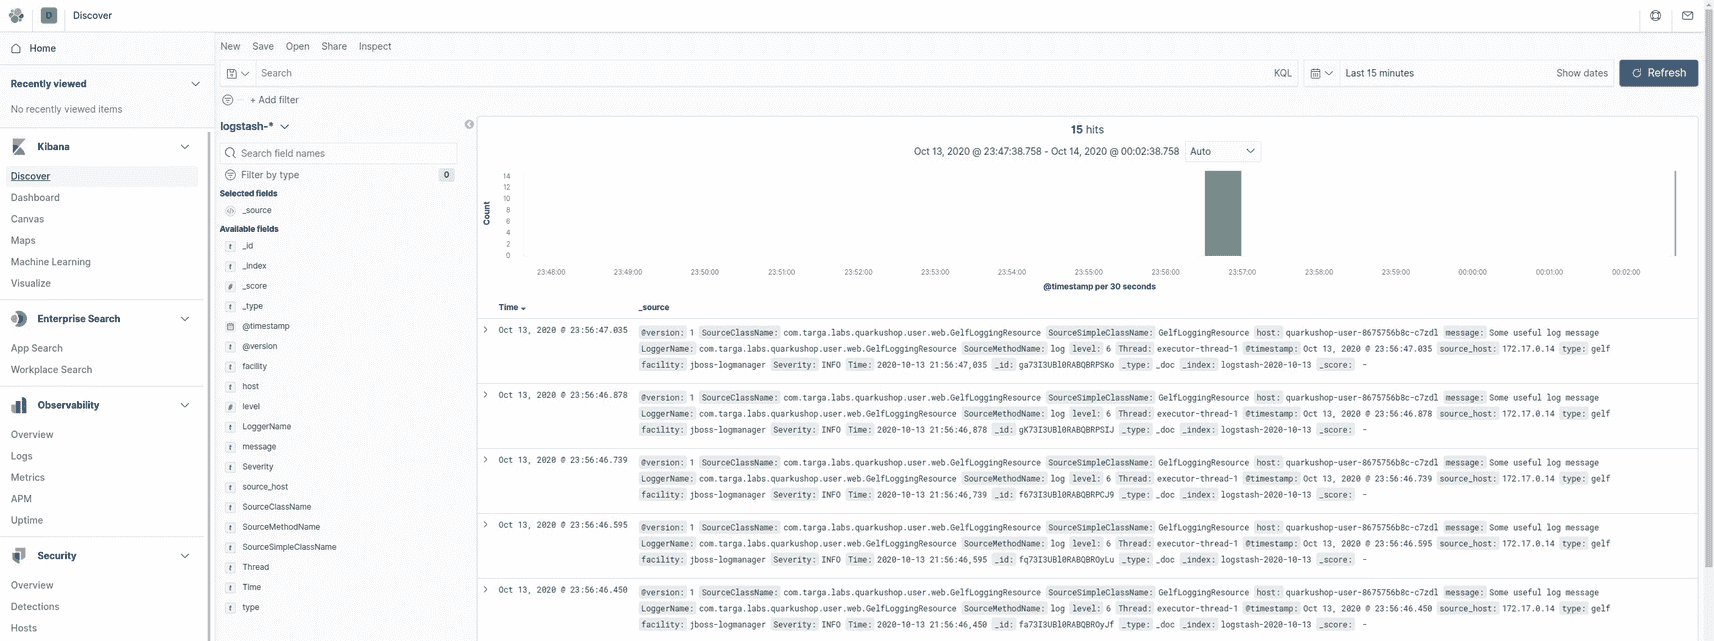 D Discover
Home
Recently viewed
No recently viewed items
Kibana
Discover
Dashboard
Canvas
Maps
Machine Learning
Visualize
Enterprise Search
App Search
Workplace Search
Observability
Overview
Logs
Metrics
APM
Uptime
Security
Overview
Detections
Hosts
New Save Open Share Inspect
Search KQL
Last 15 minutes Show dates Refresh
+ Add filter
logstash-*
Search field names
Filter by type 0
Selected fields
_source
Available fields
t _id
t _index
# _score
t _type
@timestamp
t @version
t facility
t host
# level
t LoggerName
t message
t Severity
t source_host
t SourceClassName
t SourceMethodName
t SourceSimpleClassName
t Thread
t Time
t type
15 hits
Oct 13, 2020 @ 23:47:38.758 - Oct 14, 2020 @ 00:02:38.758 Auto
Count
14
12
10
8
6
4
2
0
23:48:00 23:49:00 23:50:00 23:51:00 23:52:00 23:53:00 23:54:00 23:55:00 23:56:00 23:57:00 23:58:00 23:59:00 00:00:00 00:01:00 00:02:00
@timestamp per 30 seconds
Time _source
Oct 13, 2020 @ 23:56:47.035 @version: 1 SourceClassName: com.targa.labs.quarkushop.user.web.GelfLoggingResource SourceSimpleClassName: GelfLoggingResource host: quarkushop-user-8675756b8c-c7zdl message: Some useful log message
LoggerName: com.targa.labs.quarkushop.user.web.GelfLoggingResource SourceMethodName: log level: 6 Thread: executor-thread-1 @timestamp: Oct 13, 2020 @ 23:56:47.035 source_host: 172.17.0.14 type: gelf
facility: jboss-logmanager Severity: INFO Time: 2020-10-13 21:56:47,035 _id: ga73I3UBl0RABQBRPSKo _type: _doc _index: logstash-2020-10-13 _score: -
Oct 13, 2020 @ 23:56:46.878 @version: 1 SourceClassName: com.targa.labs.quarkushop.user.web.GelfLoggingResource SourceSimpleClassName: GelfLoggingResource host: quarkushop-user-8675756b8c-c7zdl message: Some useful log message
LoggerName: com.targa.labs.quarkushop.user.web.GelfLoggingResource SourceMethodName: log level: 6 Thread: executor-thread-1 @timestamp: Oct 13, 2020 @ 23:56:46.878 source_host: 172.17.0.14 type: gelf
facility: jboss-logmanager Severity: INFO Time: 2020-10-13 21:56:46,878 _id: gK73I3UBl0RABQBRPSIJ _type: _doc _index: logstash-2020-10-13 _score: -
Oct 13, 2020 @ 23:56:46.739 @version: 1 SourceClassName: com.targa.labs.quarkushop.user.web.GelfLoggingResource SourceSimpleClassName: GelfLoggingResource host: quarkushop-user-8675756b8c-c7zdl message: Some useful log message
LoggerName: com.targa.labs.quarkushop.user.web.GelfLoggingResource SourceMethodName: log level: 6 Thread: executor-thread-1 @timestamp: Oct 13, 2020 @ 23:56:46.739 source_host: 172.17.0.14 type: gelf
facility: jboss-logmanager Severity: INFO Time: 2020-10-13 21:56:46,739 _id: f673I3UBl0RABQBRPCJ9 _type: _doc _index: logstash-2020-10-13 _score: -
Oct 13, 2020 @ 23:56:46.595 @version: 1 SourceClassName: com.targa.labs.quarkushop.user.web.GelfLoggingResource SourceSimpleClassName: GelfLoggingResource host: quarkushop-user-8675756b8c-c7zdl message: Some useful log message
LoggerName: com.targa.labs.quarkushop.user.web.GelfLoggingResource SourceMethodName: log level: 6 Thread: executor-thread-1 @timestamp: Oct 13, 2020 @ 23:56:46.595 source_host: 172.17.0.14 type: gelf
facility: jboss-logmanager Severity: INFO Time: 2020-10-13 21:56:46,595 _id: fq73I3UBl0RABQBROyLu _type: _doc _index: logstash-2020-10-13 _score: -
Oct 13, 2020 @ 23:56:46.450 @version: 1 SourceClassName: com.targa.labs.quarkushop.user.web.GelfLoggingResource SourceSimpleClassName: GelfLoggingResource host: quarkushop-user-8675756b8c-c7zdl message: Some useful log message
LoggerName: com.targa.labs.quarkushop.user.web.GelfLoggingResource SourceMethodName: log level: 6 Thread: executor-thread-1 @timestamp: Oct 13, 2020 @ 23:56:46.450 source_host: 172.17.0.14 type: gelf
facility: jboss-logmanager Severity: INFO Time: 2020-10-13 21:56:46,450 _id: fa73I3UBl0RABQBROyJf _type: _doc _index: logstash-2020-10-13 _score: -